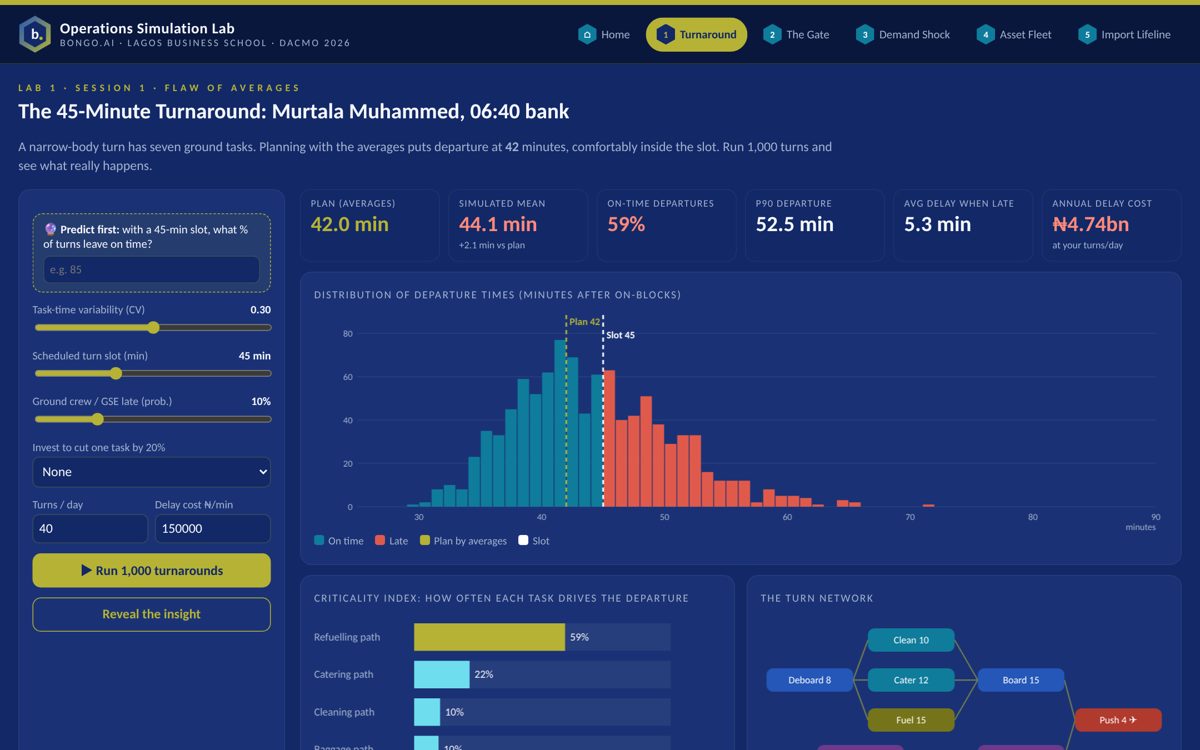 b.
Operations Simulation Lab
BONGO.AI · LAGOS BUSINESS SCHOOL · DACMO 2026
Home
1 Turnaround
2 The Gate
3 Demand Shock
4 Asset Fleet
5 Import Lifeline
LAB 1 · SESSION 1 · FLAW OF AVERAGES
The 45-Minute Turnaround: Murtala Muhammed, 06:40 bank
A narrow-body turn has seven ground tasks. Planning with the averages puts departure at 42 minutes, comfortably inside the slot. Run 1,000 turns and
see what really happens.
🔮 Predict first: with a 45-min slot, what %
of turns leave on time?
e.g. 85
Task-time variability (CV) 0.30
Scheduled turn slot (min) 45 min
Ground crew / GSE late (prob.) 10%
Invest to cut one task by 20%
None
Turns / day
Delay cost ₦/min
40
150000
▶ Run 1,000 turnarounds
Reveal the insight
PLAN (AVERAGES)
42.0 min
SIMULATED MEAN
44.1 min
+2.1 min vs plan
ON-TIME DEPARTURES
59%
P90 DEPARTURE
52.5 min
AVG DELAY WHEN LATE
5.3 min
ANNUAL DELAY COST
₦4.74bn
at your turns/day
DISTRIBUTION OF DEPARTURE TIMES (MINUTES AFTER ON-BLOCKS)
Plan 42
Slot 45
80
60
40
20
0
30 40 50 60 70 80 90
minutes
On time Late Plan by averages Slot
CRITICALITY INDEX: HOW OFTEN EACH TASK DRIVES THE DEPARTURE
Refuelling path 59%
Catering path 22%
Cleaning path 10%
Baggage path 10%
THE TURN NETWORK
Clean 10
Deboard 8
Cater 12
Board 15
Fuel 15
Push 4 ✈